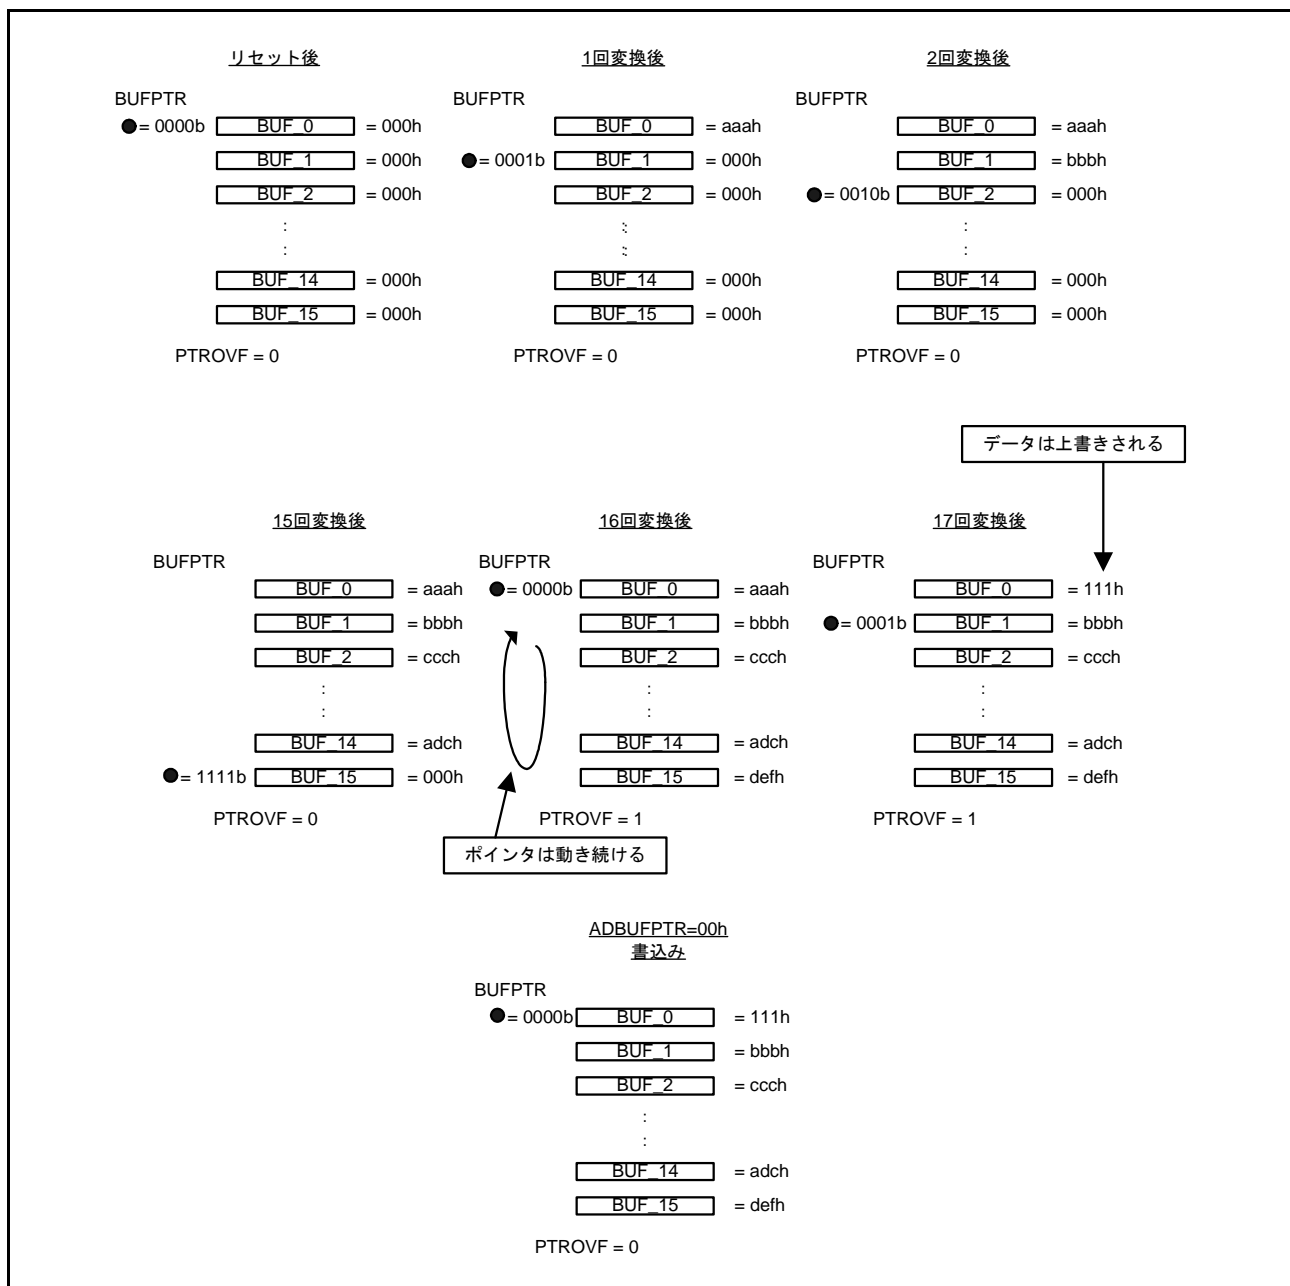 リセット後
BUFPTR
= 0000b BUF_0 = 000h
BUF_1 = 000h
BUF_2 = 000h
:
:
BUF_14 = 000h
BUF_15 = 000h
PTROVF = 0
1回変換後
BUFPTR
BUF_0 = aaah
= 0001b BUF_1 = 000h
BUF_2 = 000h
:
:
BUF_14 = 000h
BUF_15 = 000h
PTROVF = 0
2回変換後
BUFPTR
BUF_0 = aaah
BUF_1 = bbbh
= 0010b BUF_2 = 000h
:
:
BUF_14 = 000h
BUF_15 = 000h
PTROVF = 0
データは上書きされる
15回変換後
BUFPTR
BUF_0 = aaah
BUF_1 = bbbh
BUF_2 = ccch
:
:
BUF_14 = adch
= 1111b BUF_15 = 000h
PTROVF = 0
16回変換後
BUFPTR
= 0000b BUF_0 = aaah
BUF_1 = bbbh
BUF_2 = ccch
:
:
BUF_14 = adch
BUF_15 = defh
PTROVF = 1
ポインタは動き続ける
17回変換後
BUFPTR
BUF_0 = 111h
= 0001b BUF_1 = bbbh
BUF_2 = ccch
:
:
BUF_14 = adch
BUF_15 = defh
PTROVF = 1
ADBUFPTR=00h
書込み
BUFPTR
= 0000b BUF_0 = 111h
BUF_1 = bbbh
BUF_2 = ccch
:
:
BUF_14 = adch
BUF_15 = defh
PTROVF = 0